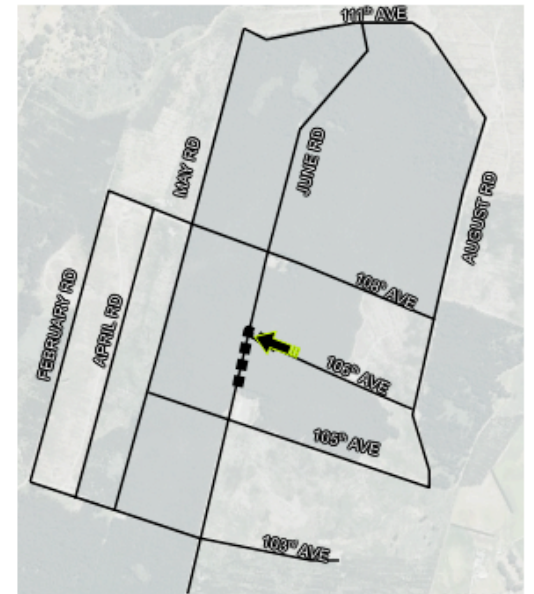 111th AVE
MAY RD
JUNE RD
AUGUST RD
108th AVE
FEBRUARY RD
APRIL RD
106th AVE
105th AVE
103rd AVE